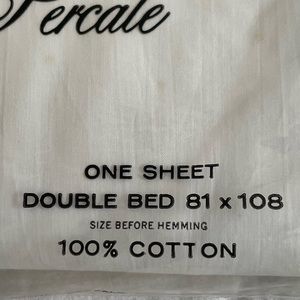 Percale
ONE SHEET
DOUBLE BED 81 x 108
SIZE BEFORE HEMMING
100% COTTON